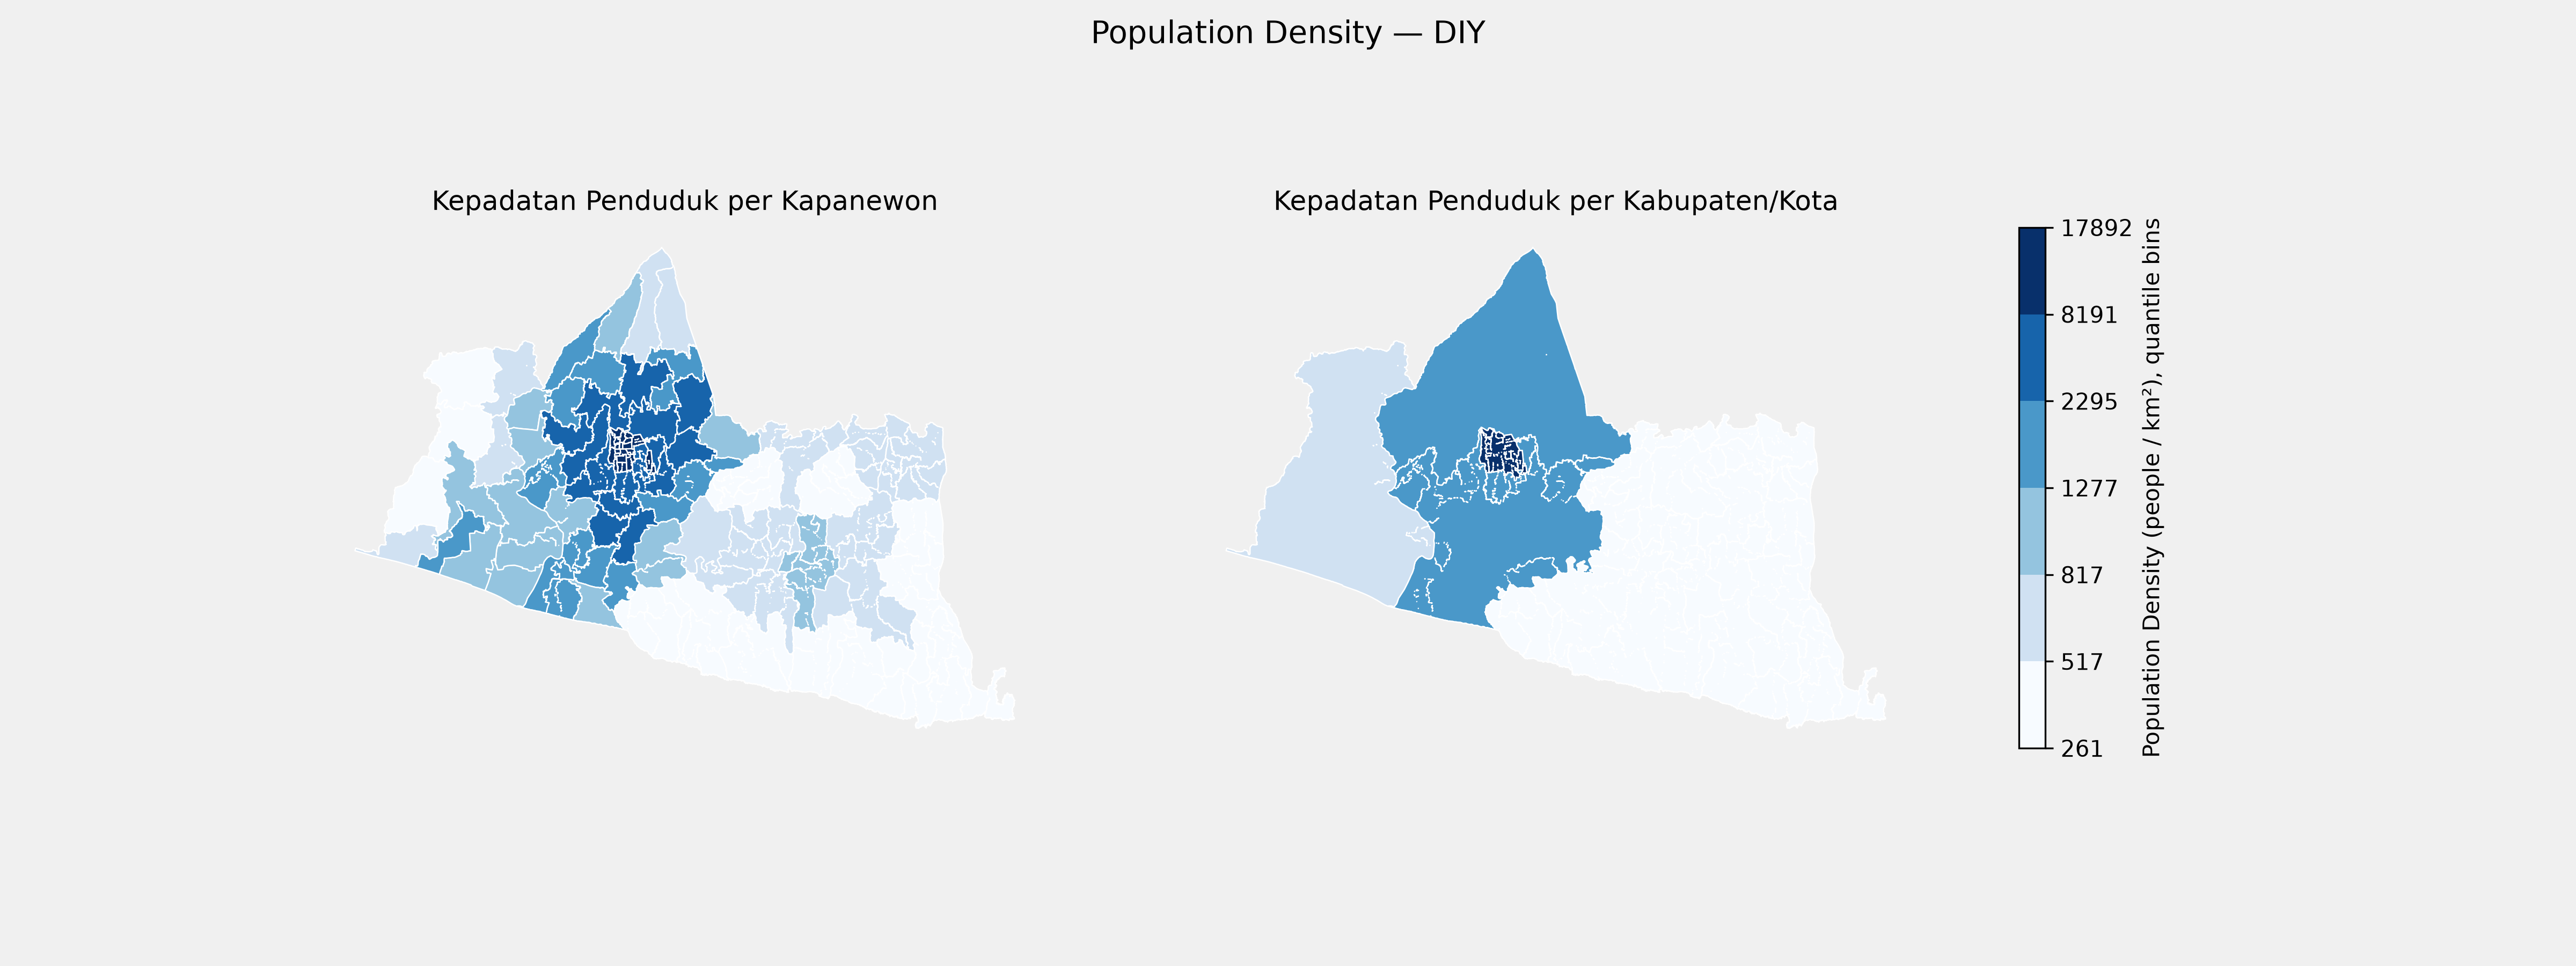 Population Density — DIY
Kepadatan Penduduk per Kapanewon
Kepadatan Penduduk per Kabupaten/Kota
17892
8191
2295
1277
817
517
261
Population Density (people / km²), quantile bins